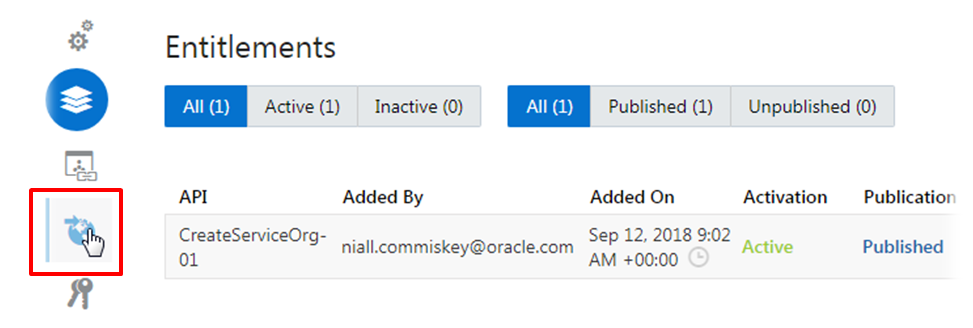 Entitlements
All (1) Active (1) Inactive (0) All (1) Published (1) Unpublished (0)
API Added By Added On Activation Publication
CreateServiceOrg- niall.commiskey@oracle.com Sep 12, 2018 9:02 Active Published
01 AM +00:00